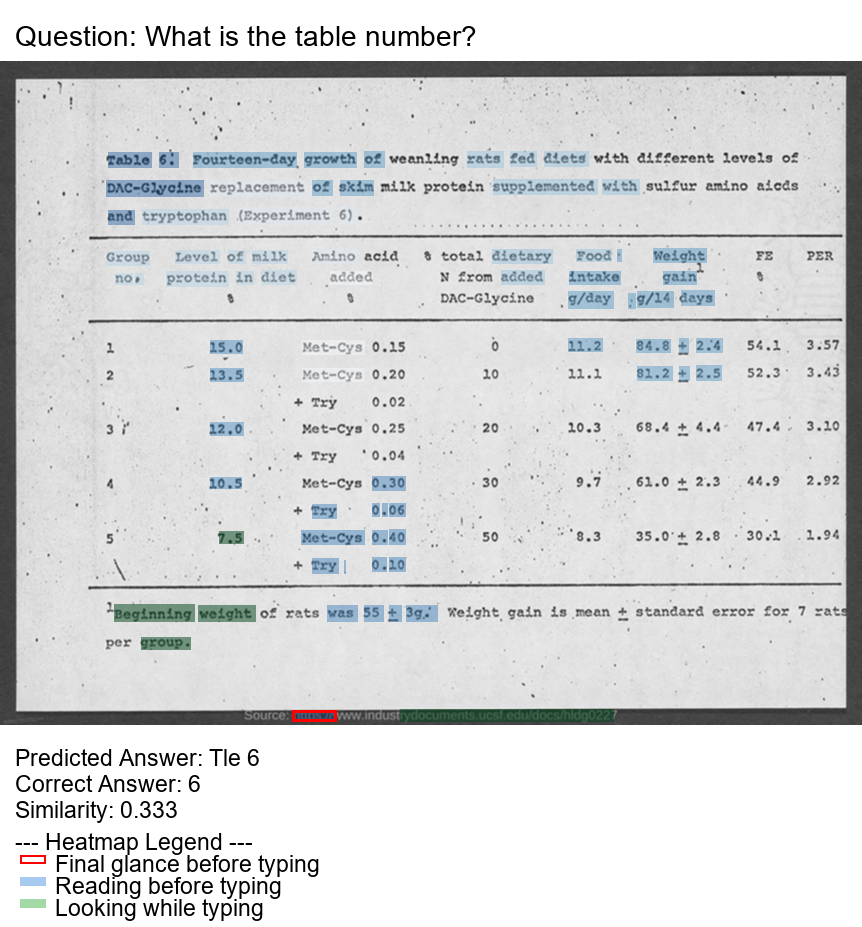 Question: What is the table number?
Table 6. Fourteen-day growth of weanling rats fed diets with different levels of
DAC-Glycine replacement of skim milk protein supplemented with sulfur amino aicds
and tryptophan (Experiment 6).
Group Level of milk Amino acid % total dietary Food Weight FE PER
no. protein in diet added N from added intake gain1 %
% % DAC-Glycine g/day g/14 days
1 15.0 Met-Cys 0.15 0 11.2 84.8 ± 2.4 54.1 3.57
2 13.5 Met-Cys 0.20 10 11.1 81.2 ± 2.5 52.3 3.43
+ Try 0.02
3 12.0 Met-Cys 0.25 20 10.3 68.4 ± 4.4 47.4 3.10
+ Try 0.04
4 10.5 Met-Cys 0.30 30 9.7 61.0 ± 2.3 44.9 2.92
+ Try 0.06
5 7.5 Met-Cys 0.40 50 8.3 35.0 ± 2.8 30.1 1.94
+ Try 0.10
1Beginning weight of rats was 55 ± 3g. Weight gain is mean ± standard error for 7 rats
per group.
Source: https://www.industrydocuments.ucsf.edu/docs/hldg0227
Predicted Answer: Tle 6
Correct Answer: 6
Similarity: 0.333
--- Heatmap Legend ---
Final glance before typing
Reading before typing
Looking while typing